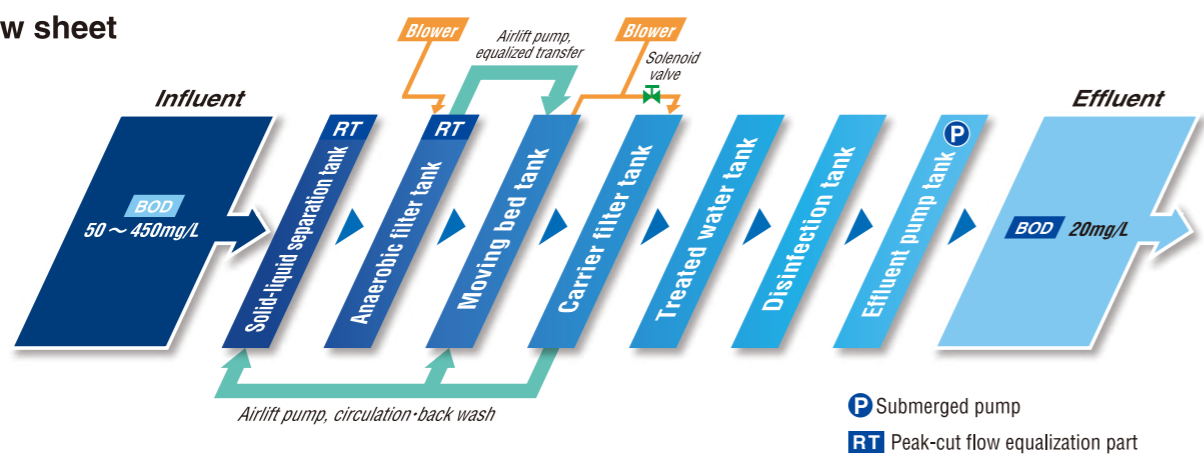 w sheet
Blower
Airlift pump,
equalized transfer
Blower
Solenoid
valve
Influent
Effluent
BOD
50 ～ 450mg/L
RT
Solid-liquid separation tank
RT
Anaerobic filter tank
Moving bed tank
Carrier filter tank
Treated water tank
Disinfection tank
P
Effluent pump tank
BOD 20mg/L
Airlift pump, circulation・back wash
P Submerged pump
RT Peak-cut flow equalization part